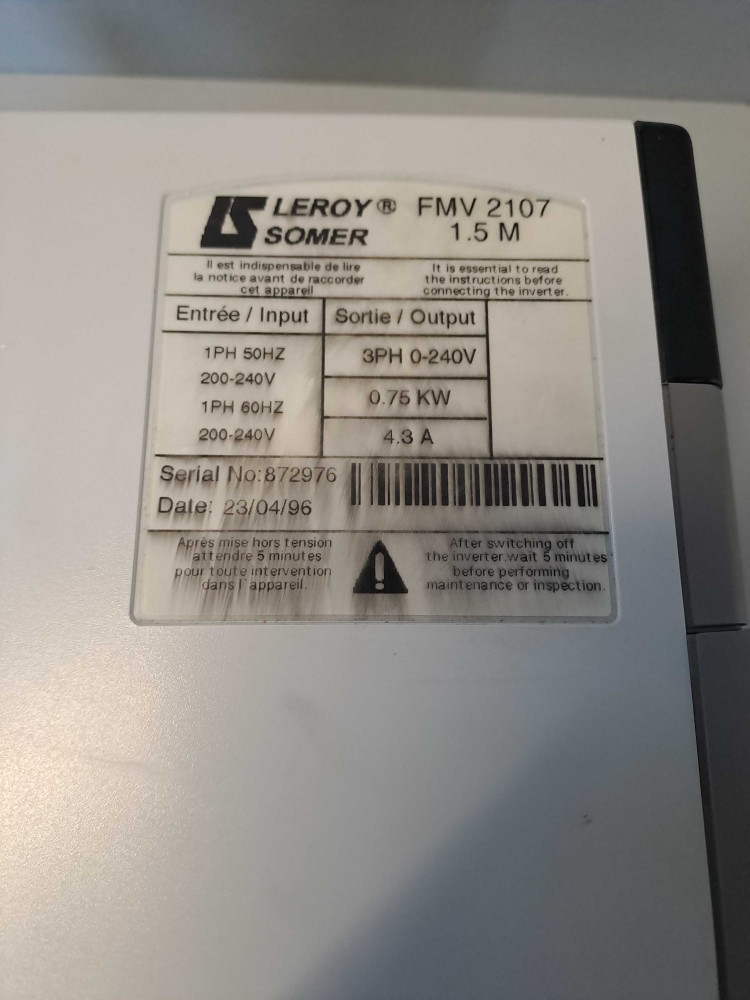 LEROY® SOMER
FMV 2107
1.5 M
Il est indispensable de lire
la notice avant de raccorder
cet appareil
It is essential to read
the instructions before
connecting the inverter.
Entrée / Input
1PH 50HZ
200-240V
1PH 60HZ
200-240V
Sortie / Output
3PH 0-240V
0.75 KW
4.3 A
Serial No:872976
Date: 23/04/96
Aprés mise hors tension
attendre 5 minutes
pour toute intervention
dans l`appareil.
After switching off
the inverter.wait 5 minutes
before performing
maintenance or inspection.